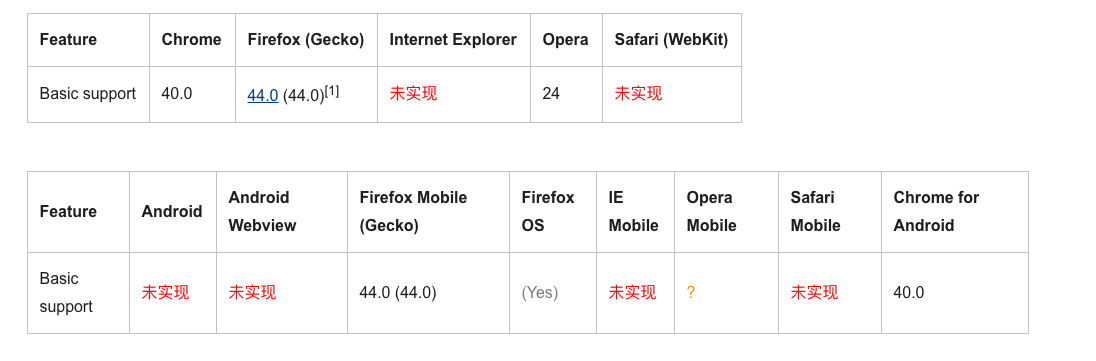 Feature Chrome Firefox (Gecko) Internet Explorer Opera Safari (WebKit)
Basic support 40.0 44.0 (44.0)[1] 未实现 24 未实现
Feature Android Android Webview Firefox Mobile (Gecko) Firefox OS IE Mobile Opera Mobile Safari Mobile Chrome for Android
Basic support 未实现 未实现 44.0 (44.0) (Yes) 未实现 ? 未实现 40.0